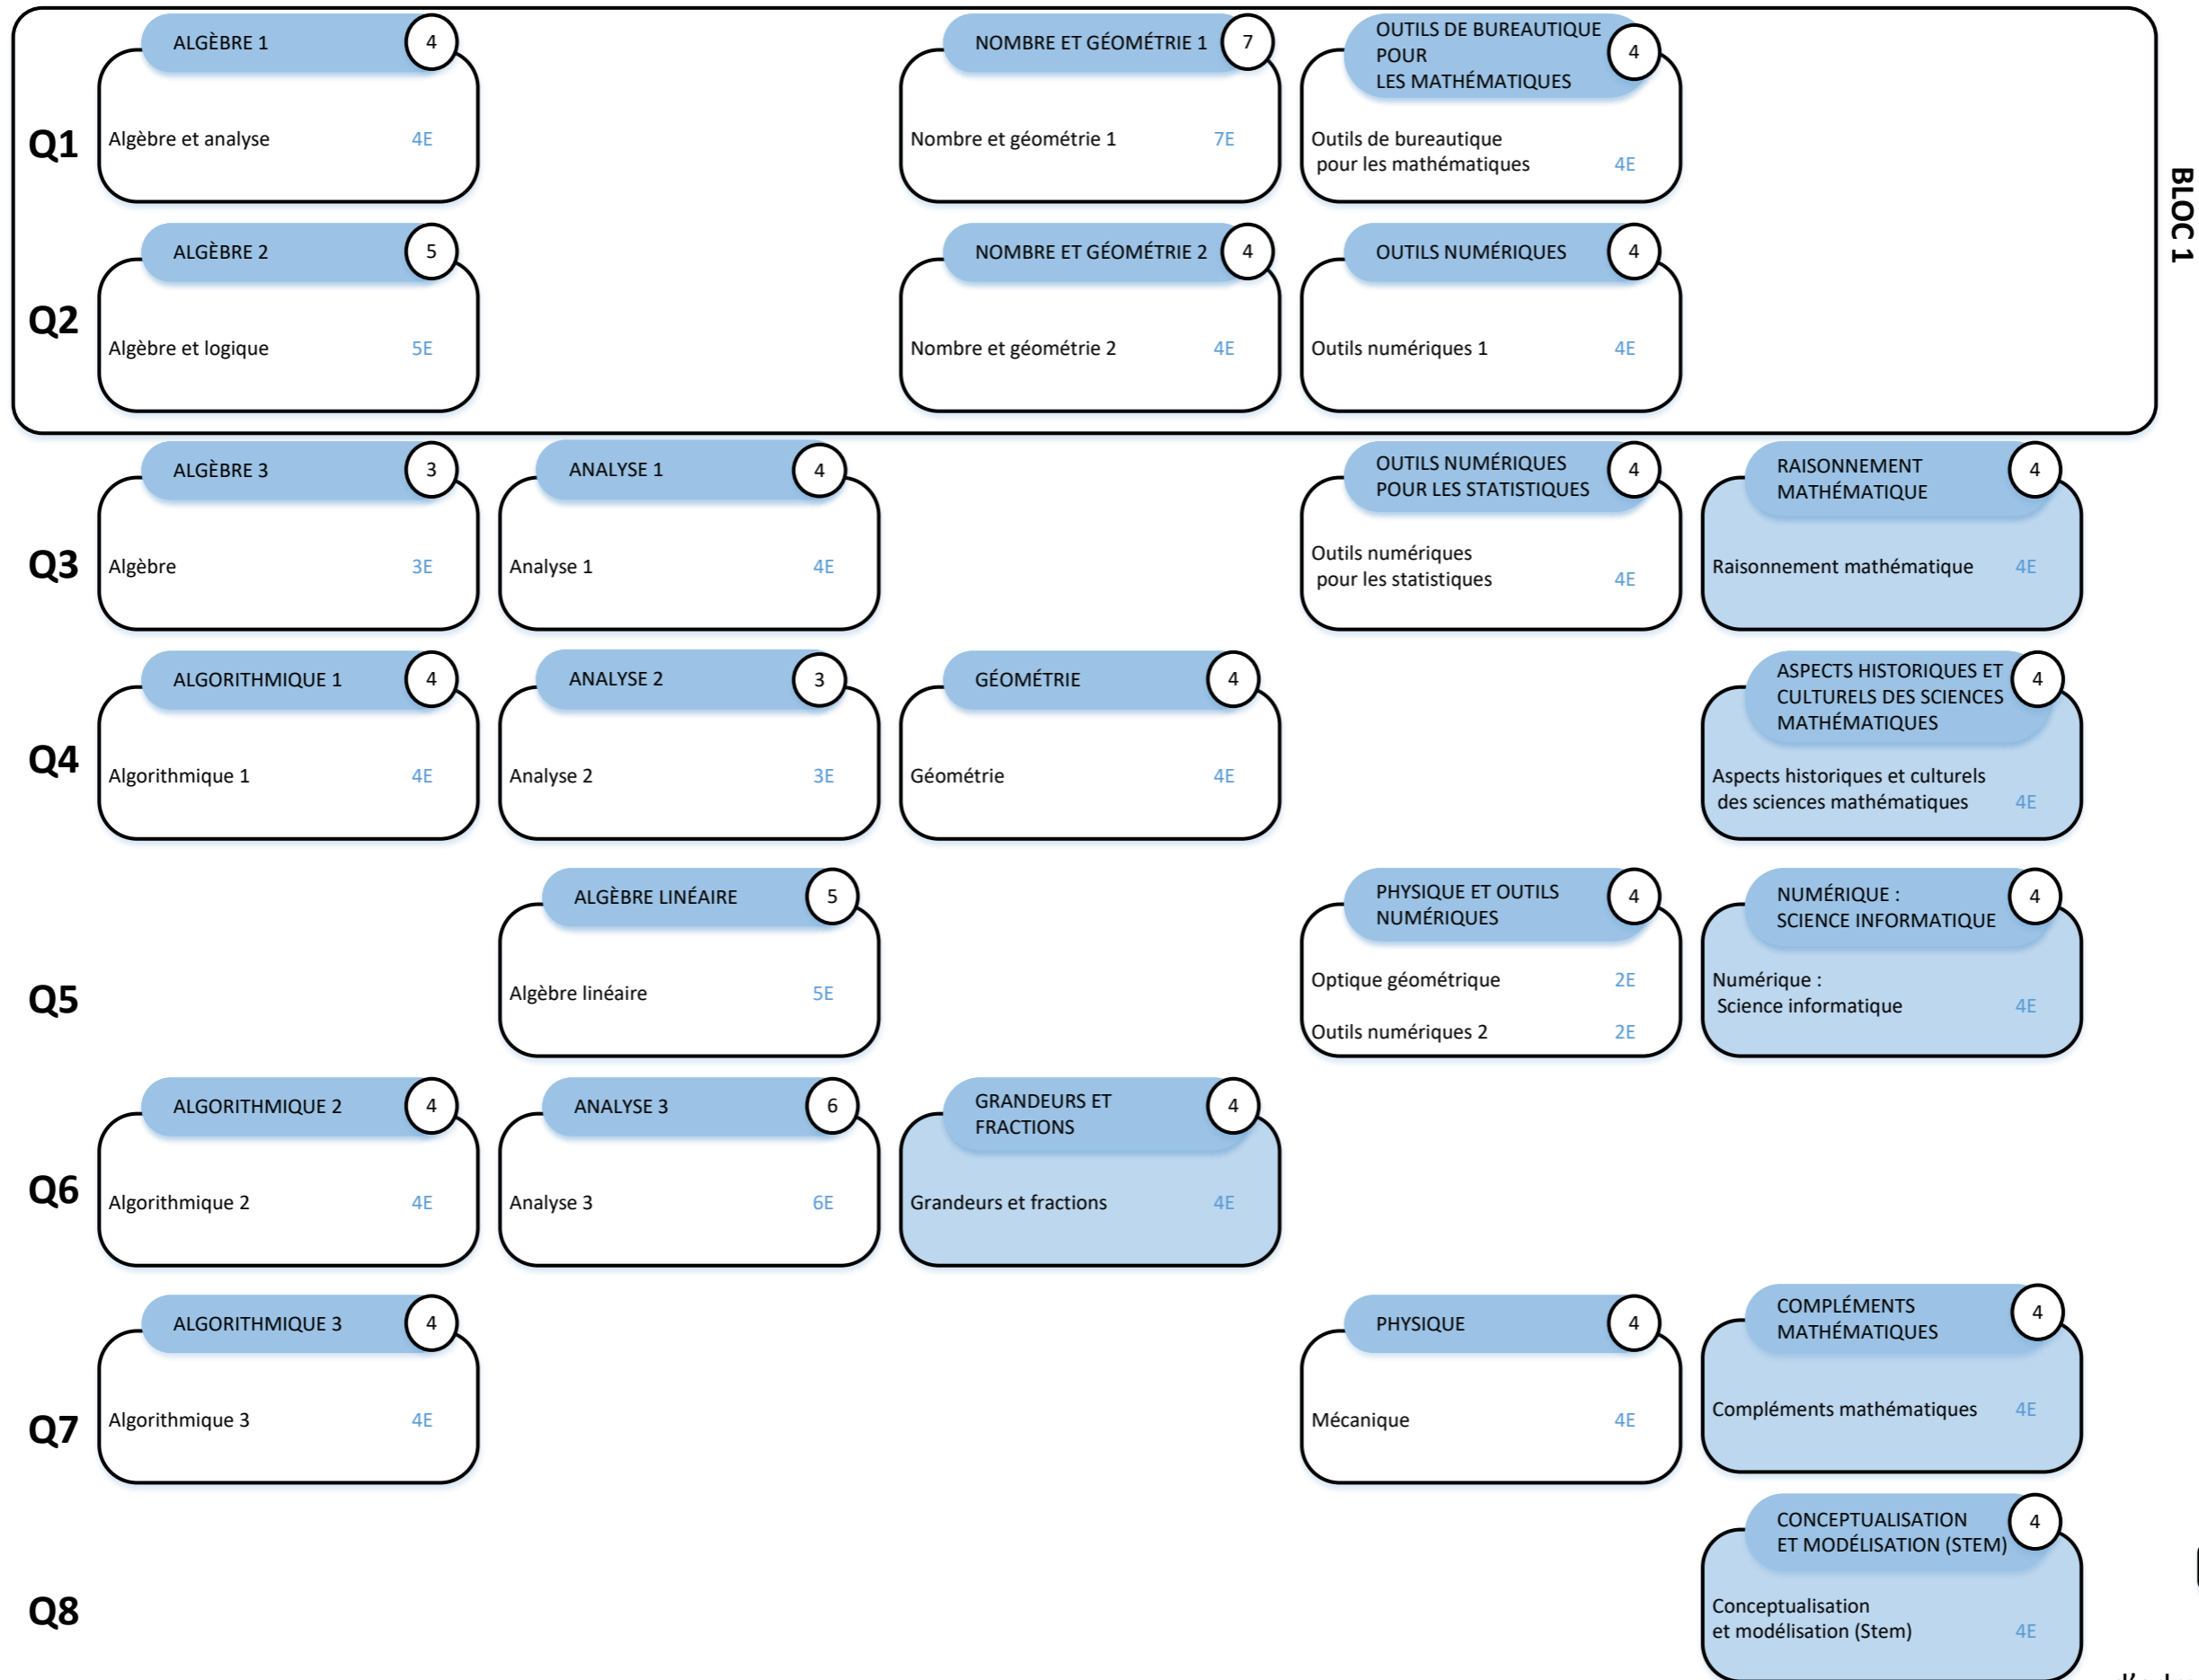 ALGÈBRE 1
4
NOMBRE ET GÉOMÉTRIE 1
7
OUTILS DE BUREAUTIQUE
POUR
LES MATHÉMATIQUES
4
Q1
Algèbre et analyse 4E
Nombre et géométrie 1 7E
Outils de bureautique
pour les mathématiques 4E
BLOC 1
ALGÈBRE 2
5
NOMBRE ET GÉOMÉTRIE 2
4
OUTILS NUMÉRIQUES
4
Q2
Algèbre et logique 5E
Nombre et géométrie 2 4E
Outils numériques 1 4E
ALGÈBRE 3
3
ANALYSE 1
4
OUTILS NUMÉRIQUES
POUR LES STATISTIQUES
4
RAISONNEMENT
MATHÉMATIQUE
4
Q3
Algèbre 3E
Analyse 1 4E
Outils numériques
pour les statistiques 4E
Raisonnement mathématique 4E
ALGORITHMIQUE 1
4
ANALYSE 2
3
GÉOMÉTRIE
4
ASPECTS HISTORIQUES ET
CULTURELS DES SCIENCES
MATHÉMATIQUES
4
Q4
Algorithmique 1 4E
Analyse 2 3E
Géométrie 4E
Aspects historiques et culturels
des sciences mathématiques 4E
ALGÈBRE LINÉAIRE
5
PHYSIQUE ET OUTILS
NUMÉRIQUES
4
NUMÉRIQUE :
SCIENCE INFORMATIQUE
4
Q5
Algèbre linéaire 5E
Optique géométrique 2E
Outils numériques 2 2E
Numérique :
Science informatique 4E
ALGORITHMIQUE 2
4
ANALYSE 3
6
GRANDEURS ET
FRACTIONS
4
Q6
Algorithmique 2 4E
Analyse 3 6E
Grandeurs et fractions 4E
ALGORITHMIQUE 3
4
PHYSIQUE
4
COMPLÉMENTS
MATHÉMATIQUES
4
Q7
Algorithmique 3 4E
Mécanique 4E
Compléments mathématiques 4E
CONCEPTUALISATION
ET MODÉLISATION (STEM)
4
Q8
Conceptualisation
et modélisation (Stem) 4E